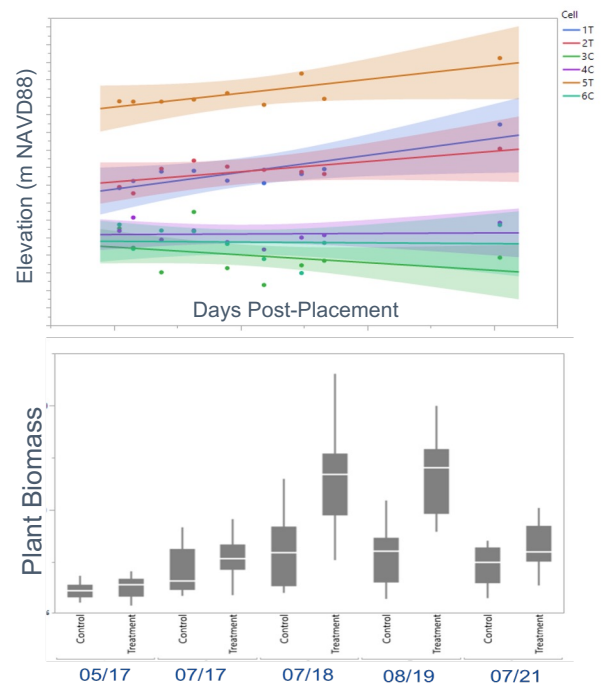 Cell
1T
2T
3C
4C
5T
6C
Elevation (m NAVD88)
Days Post-Placement
Plant Biomass
Control
Treatment
Control
Treatment
Control
Treatment
Control
Treatment
Control
Treatment
05/17
07/17
07/18
08/19
07/21